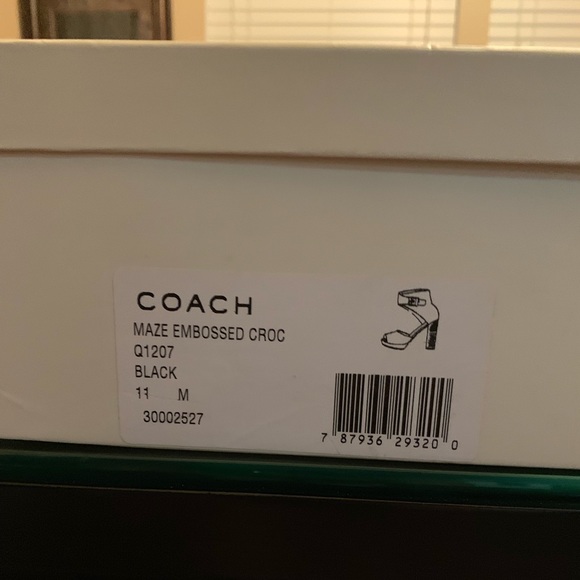 COACH
MAZE EMBOSSED CROC
Q1207
BLACK
11 M
30002527
7 87936 29320 0